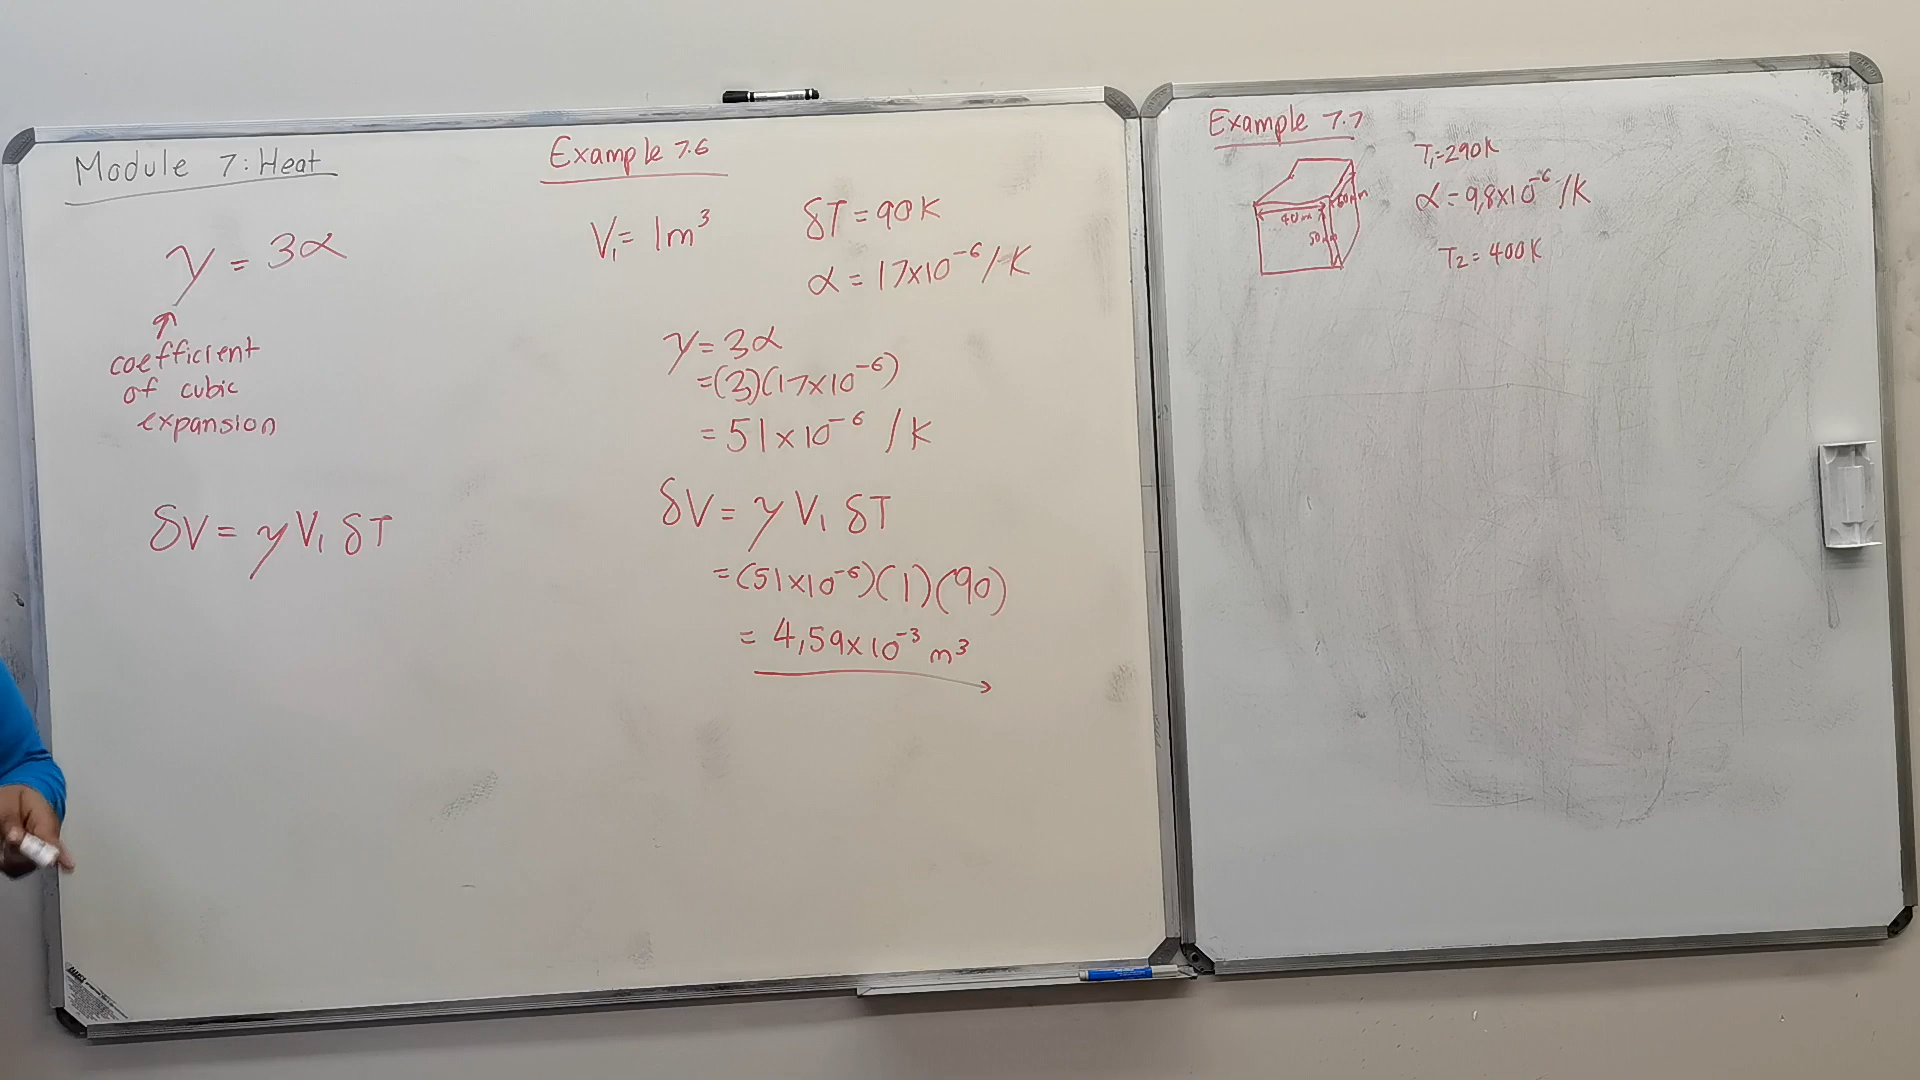 Module 7: Heat
γ = 3α
coefficient
of cubic
expansion
δV = γ V₁ δT
Example 7.6
V₁ = 1m³
δT = 90K
α = 17x10⁻⁶/K
γ = 3α
=(3)(17x10⁻⁶)
= 51x10⁻⁶ /K
δV = γ V₁ δT
=(51x10⁻⁶)(1)(90)
= 4,59x10⁻³ m³
Example 7.7
T₁=290K
α = 9,8x10⁻⁶ /K
T₂ = 400K